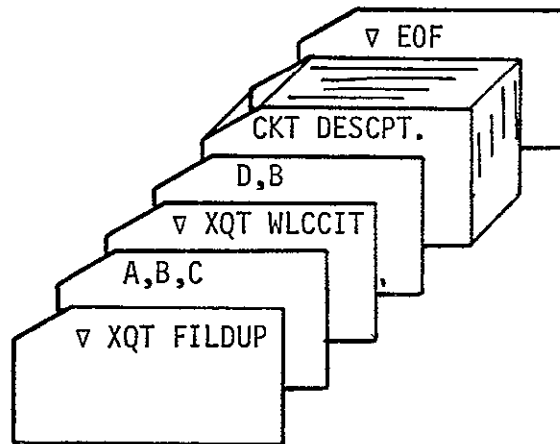 ∇ EOF
CKT DESCPT.
D,B
∇ XQT WLCCIT
A,B,C
∇ XQT FILDUP